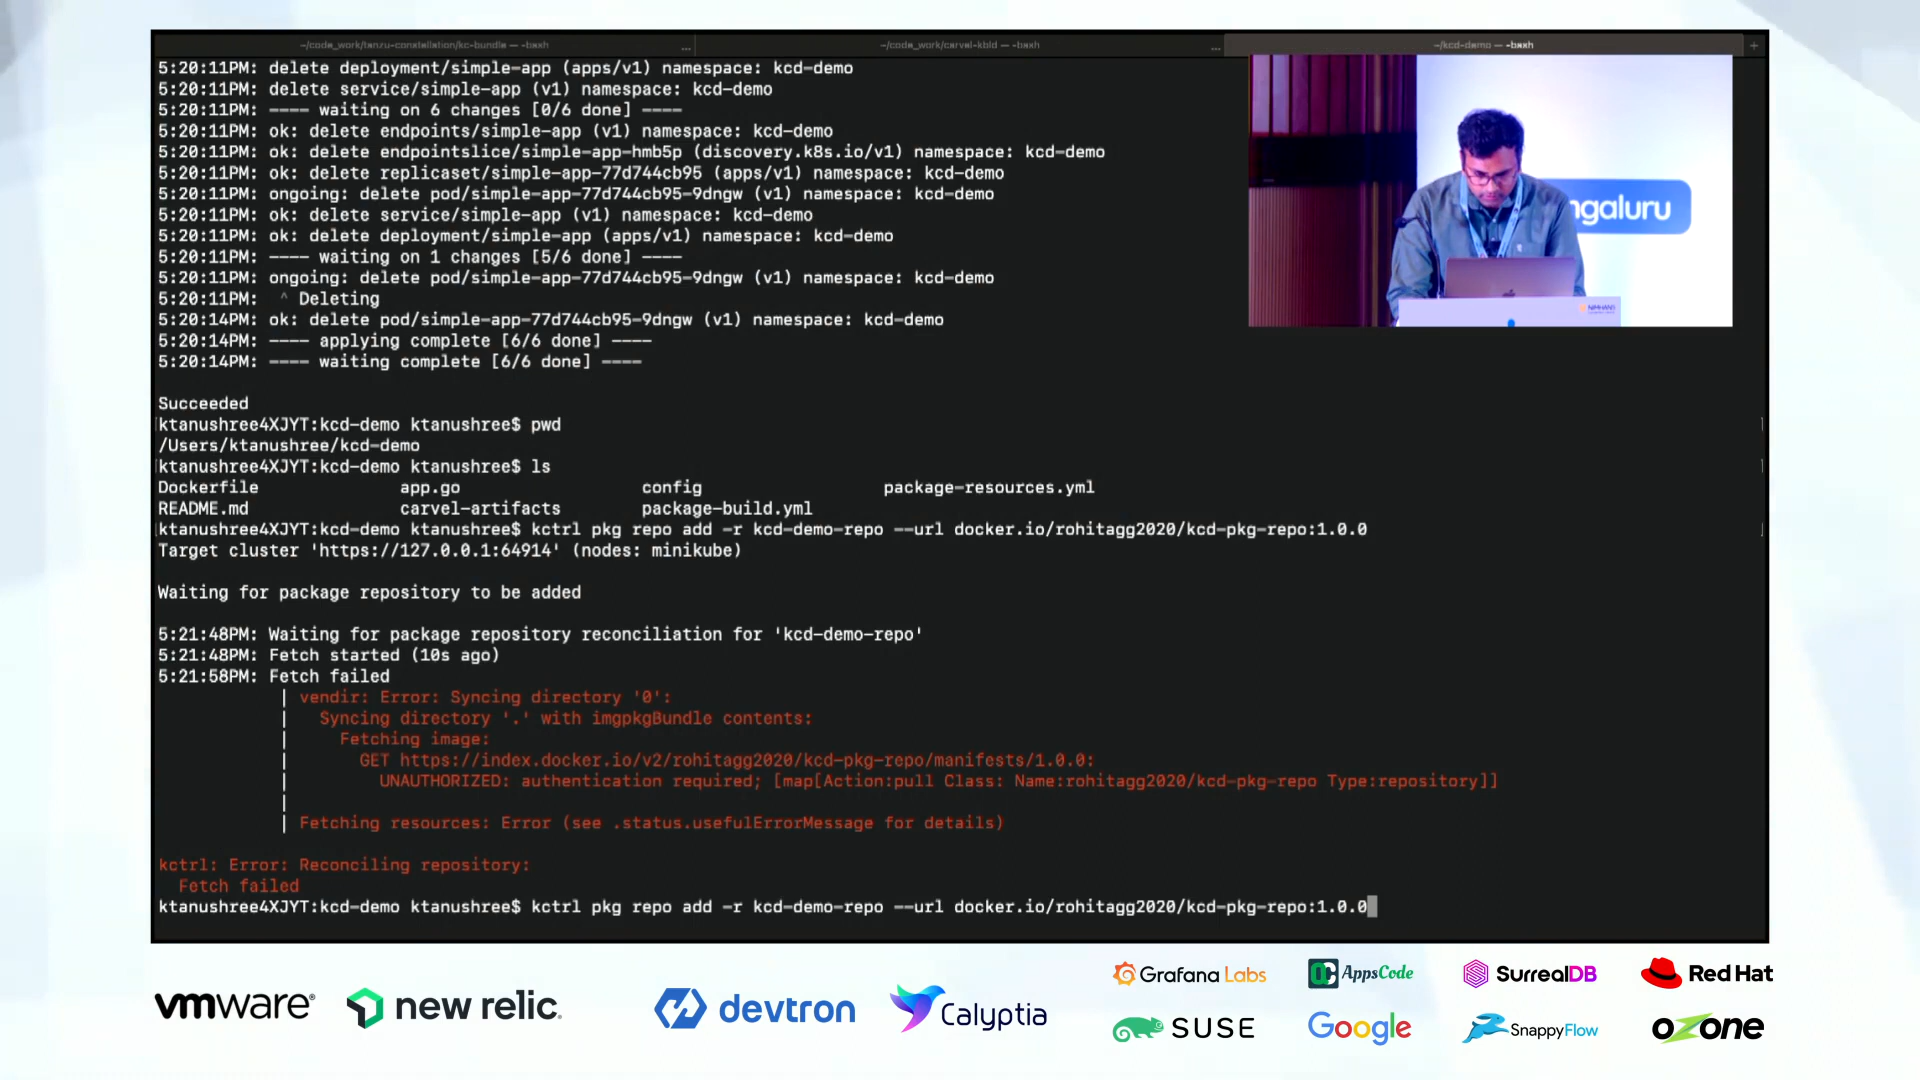 ~/code_work/tanzu-constellation/kc-bundle — -bash
...
~/code_work/carvel-kbld — -bash
...
~/kcd-demo — -bash
+
5:20:11PM: delete deployment/simple-app (apps/v1) namespace: kcd-demo
5:20:11PM: delete service/simple-app (v1) namespace: kcd-demo
5:20:11PM: ---- waiting on 6 changes [0/6 done] ----
5:20:11PM: ok: delete endpoints/simple-app (v1) namespace: kcd-demo
5:20:11PM: ok: delete endpointslice/simple-app-hmb5p (discovery.k8s.io/v1) namespace: kcd-demo
5:20:11PM: ok: delete replicaset/simple-app-77d744cb95 (apps/v1) namespace: kcd-demo
5:20:11PM: ongoing: delete pod/simple-app-77d744cb95-9dngw (v1) namespace: kcd-demo
5:20:11PM: ok: delete service/simple-app (v1) namespace: kcd-demo
5:20:11PM: ok: delete deployment/simple-app (apps/v1) namespace: kcd-demo
5:20:11PM: ---- waiting on 1 changes [5/6 done] ----
5:20:11PM: ongoing: delete pod/simple-app-77d744cb95-9dngw (v1) namespace: kcd-demo
5:20:11PM:  ^ Deleting
5:20:14PM: ok: delete pod/simple-app-77d744cb95-9dngw (v1) namespace: kcd-demo
5:20:14PM: ---- applying complete [6/6 done] ----
5:20:14PM: ---- waiting complete [6/6 done] ----
Succeeded
ktanushree4XJYT:kcd-demo ktanushree$ pwd
/Users/ktanushree/kcd-demo
ktanushree4XJYT:kcd-demo ktanushree$ ls
Dockerfile app.go config package-resources.yml
README.md carvel-artifacts package-build.yml
ktanushree4XJYT:kcd-demo ktanushree$ kctrl pkg repo add -r kcd-demo-repo --url docker.io/rohitagg2020/kcd-pkg-repo:1.0.0
Target cluster 'https://127.0.0.1:64914' (nodes: minikube)
Waiting for package repository to be added
5:21:48PM: Waiting for package repository reconciliation for 'kcd-demo-repo'
5:21:48PM: Fetch started (10s ago)
5:21:58PM: Fetch failed
| vendir: Error: Syncing directory '0':
|   Syncing directory '.' with imgpkgBundle contents:
|     Fetching image:
|       GET https://index.docker.io/v2/rohitagg2020/kcd-pkg-repo/manifests/1.0.0:
|         UNAUTHORIZED: authentication required; [map[Action:pull Class: Name:rohitagg2020/kcd-pkg-repo Type:repository]]
|
| Fetching resources: Error (see .status.usefulErrorMessage for details)
kctrl: Error: Reconciling repository:
  Fetch failed
ktanushree4XJYT:kcd-demo ktanushree$ kctrl pkg repo add -r kcd-demo-repo --url docker.io/rohitagg2020/kcd-pkg-repo:1.0.0
ngaluru
vmware®
new relic.
devtron
Calyptia
Grafana Labs
AppsCode
SurrealDB
Red Hat
SUSE
Google
SnappyFlow
ozone